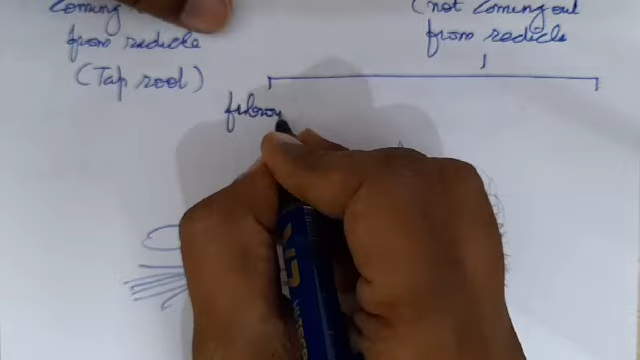 Coming
from radicle
(Tap root)
(not coming out
from radicle
fibrou